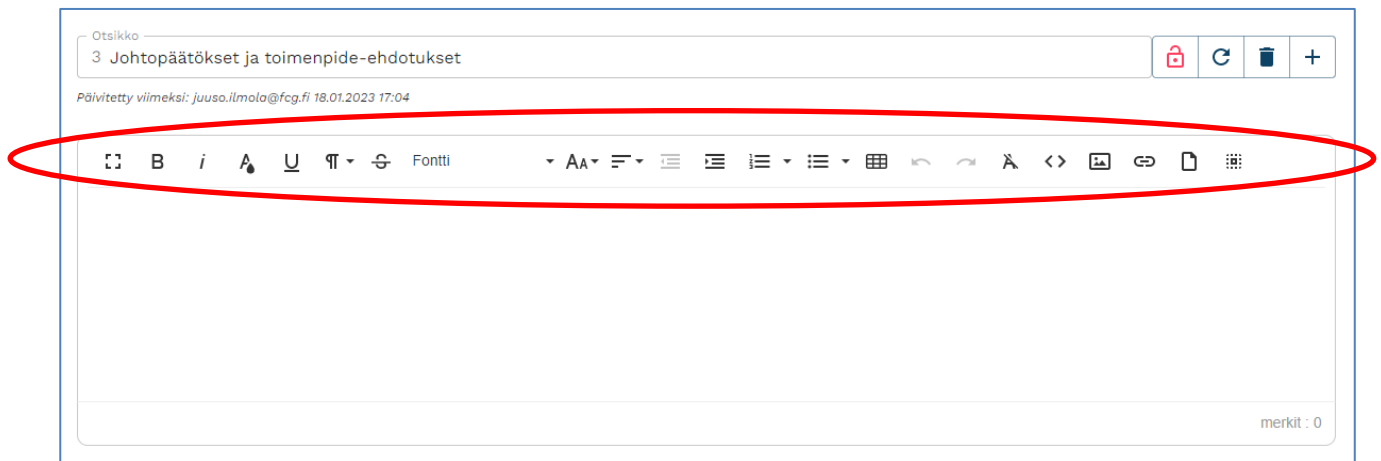 Otsikko
3 Johtopäätökset ja toimenpide-ehdotukset
Päivitetty viimeksi: juuso.ilmola@fcg.fi 18.01.2023 17:04
B i A U ¶ S Fontti AA A <>
merkit : 0